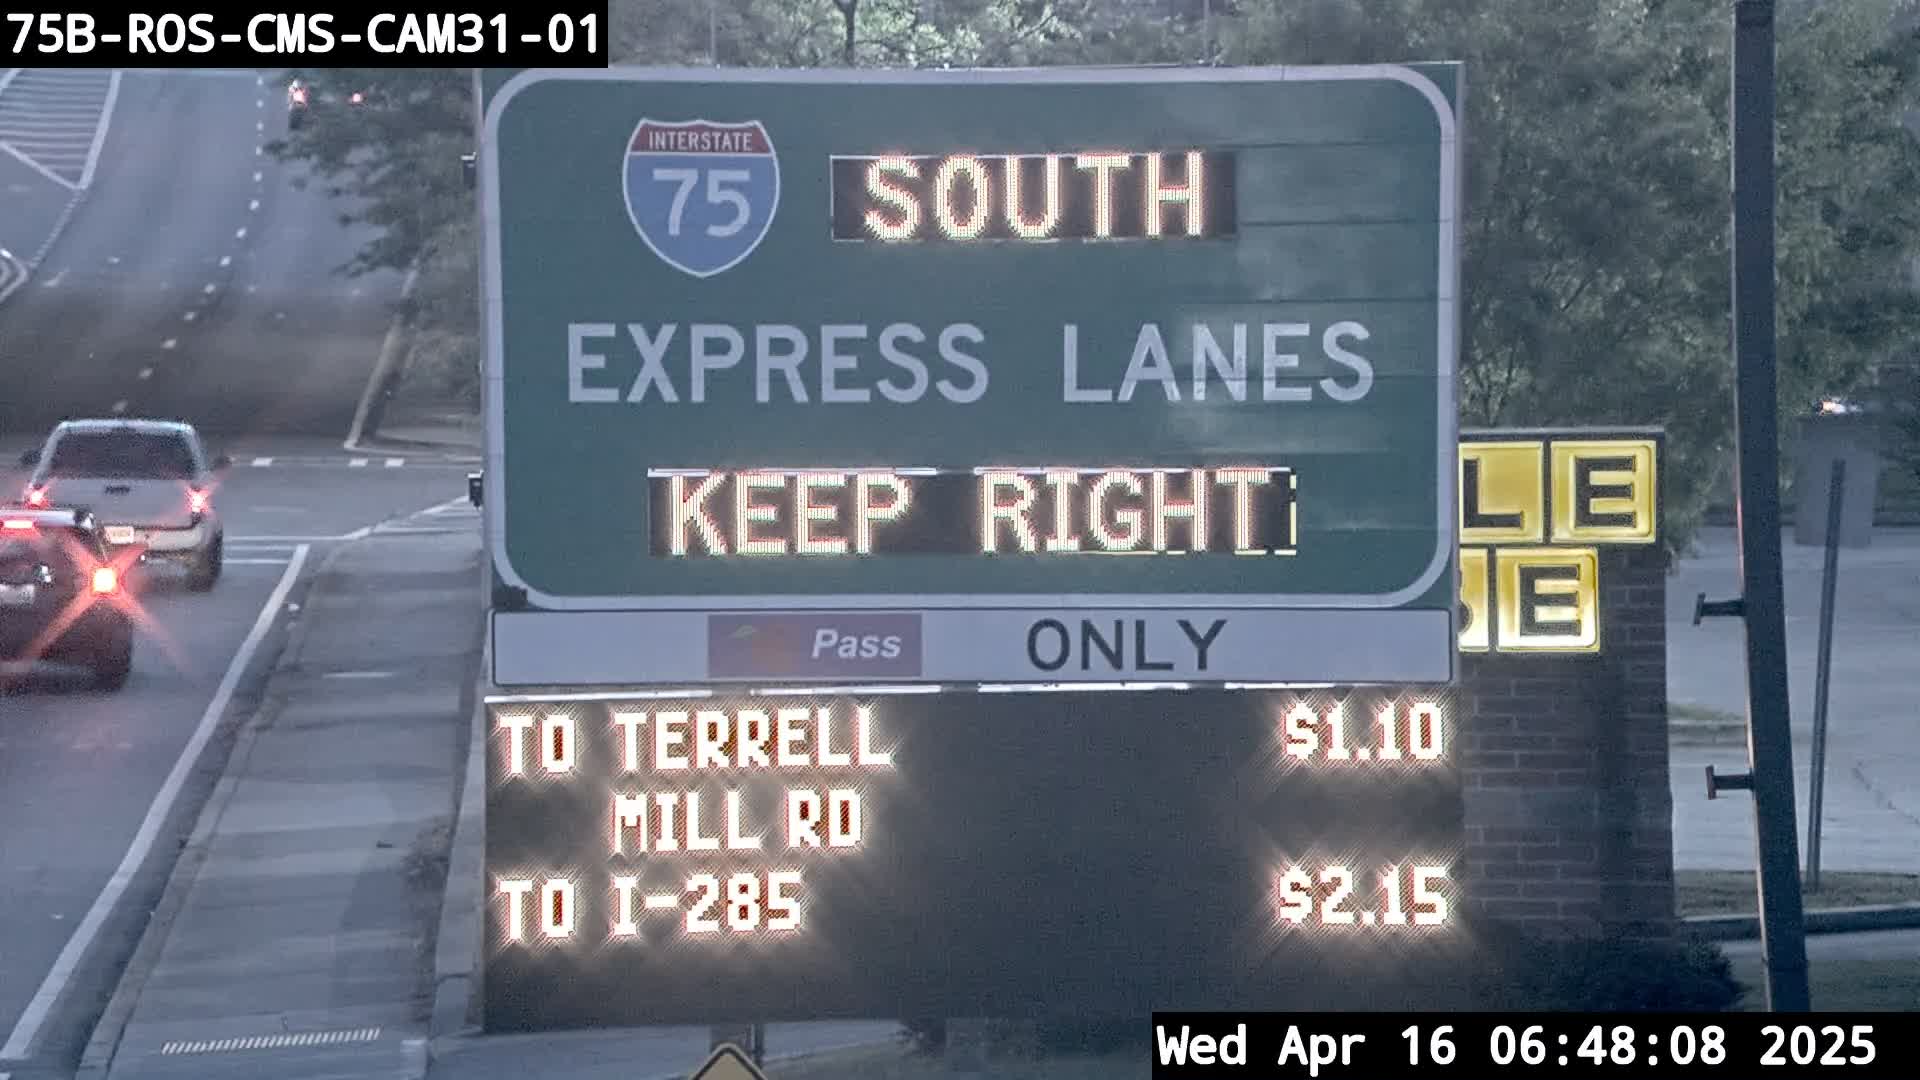 75B-ROS-CMS-CAM31-01
INTERSTATE
75
SOUTH
EXPRESS LANES
KEEP RIGHT
Pass ONLY
TO TERRELL $1.10
MILL RD
TO I-285 $2.15
LE
E
Wed Apr 16 06:48:08 2025